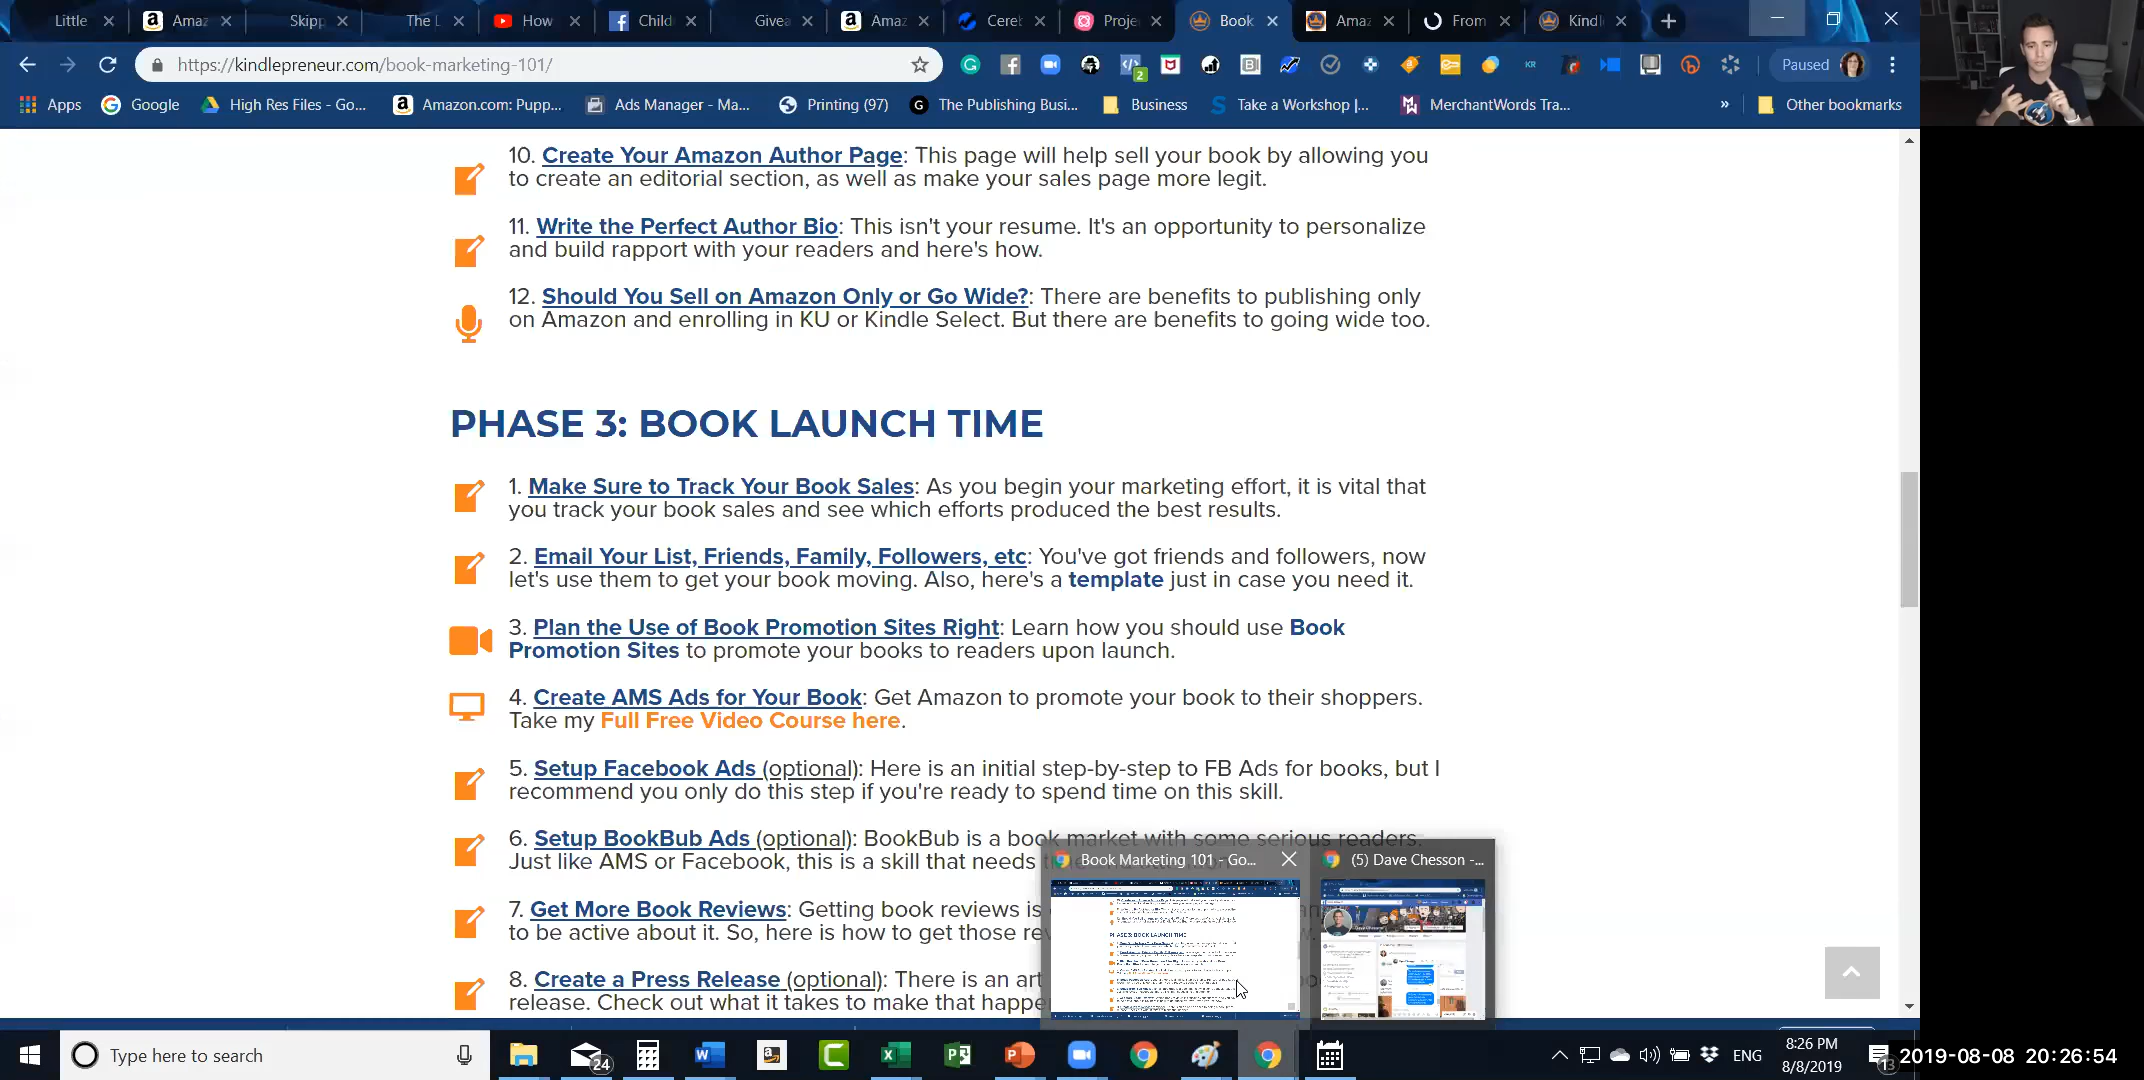 Little
Amaz
Skipp
The L
How
Child
Givea
Amaz
Cereb
Proje
Book
Amaz
From
Kindl
https://kindlepreneur.com/book-marketing-101/
2
KR
Paused
Apps
Google
High Res Files - Go...
Amazon.com: Pupp...
Ads Manager - Ma...
Printing (97)
The Publishing Busi...
Business
Take a Workshop |...
MerchantWords Tra...
»
Other bookmarks
10. Create Your Amazon Author Page: This page will help sell your book by allowing you
to create an editorial section, as well as make your sales page more legit.
11. Write the Perfect Author Bio: This isn't your resume. It's an opportunity to personalize
and build rapport with your readers and here's how.
12. Should You Sell on Amazon Only or Go Wide?: There are benefits to publishing only
on Amazon and enrolling in KU or Kindle Select. But there are benefits to going wide too.
PHASE 3: BOOK LAUNCH TIME
1. Make Sure to Track Your Book Sales: As you begin your marketing effort, it is vital that
you track your book sales and see which efforts produced the best results.
2. Email Your List, Friends, Family, Followers, etc: You've got friends and followers, now
let's use them to get your book moving. Also, here's a template just in case you need it.
3. Plan the Use of Book Promotion Sites Right: Learn how you should use Book
Promotion Sites to promote your books to readers upon launch.
4. Create AMS Ads for Your Book: Get Amazon to promote your book to their shoppers.
Take my Full Free Video Course here.
5. Setup Facebook Ads (optional): Here is an initial step-by-step to FB Ads for books, but I
recommend you only do this step if you're ready to spend time on this skill.
6. Setup BookBub Ads (optional): BookBub is a book market with some serious readers.
Just like AMS or Facebook, this is a skill that needs
7. Get More Book Reviews: Getting book reviews is
to be active about it. So, here is how to get those
8. Create a Press Release (optional): There is an
release. Check out what it takes to make that
Book Marketing 101 - Go...
(5) Dave Chesson -...
PHASE 3: BOOK LAUNCH TIME
Type here to search
24
ENG
8:26 PM
8/8/2019
13
2019-08-08 20:26:54